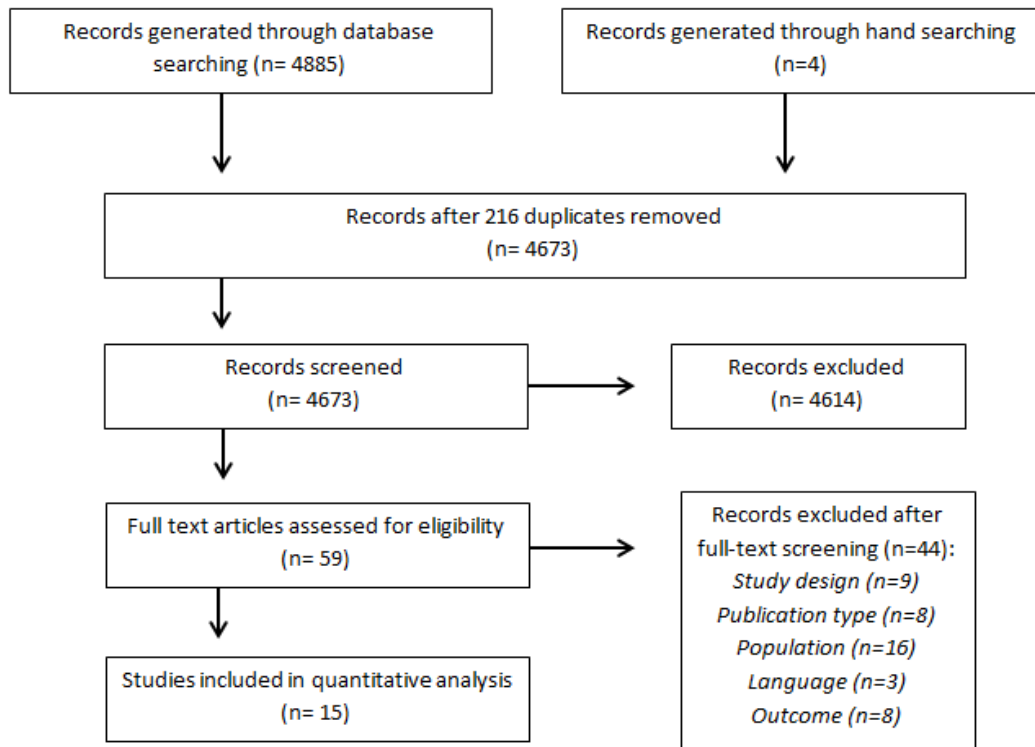 Records generated through database
searching (n= 4885)
Records generated through hand searching
(n=4)
Records after 216 duplicates removed
(n= 4673)
Records screened
(n= 4673)
Records excluded
(n= 4614)
Full text articles assessed for eligibility
(n= 59)
Records excluded after
full-text screening (n=44):
Study design (n=9)
Publication type (n=8)
Population (n=16)
Language (n=3)
Outcome (n=8)
Studies included in quantitative analysis
(n= 15)